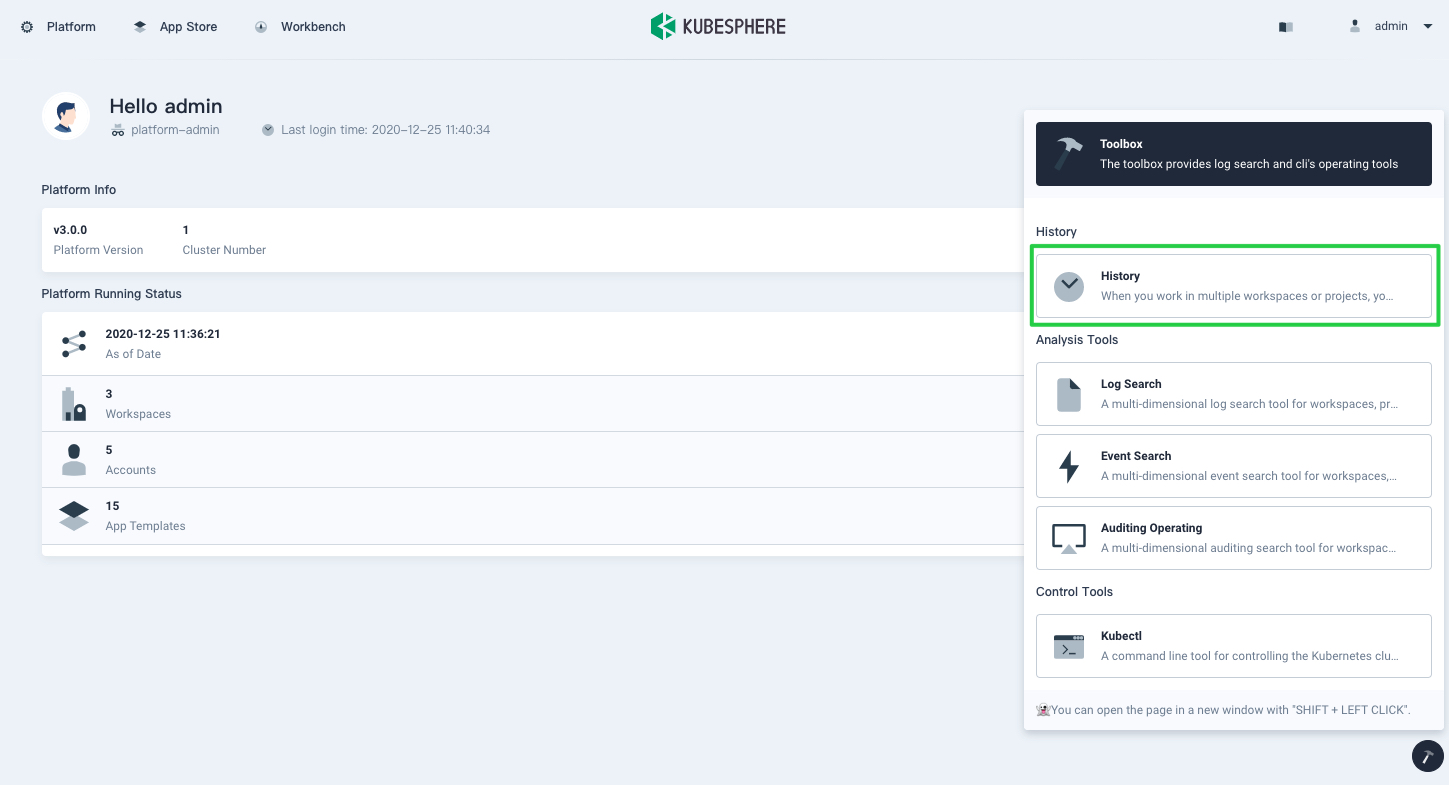 Platform
App Store
Workbench
KUBESPHERE
admin
Hello admin
platform-admin
Last login time: 2020-12-25 11:40:34
Platform Info
v3.0.0
Platform Version
1
Cluster Number
Platform Running Status
2020-12-25 11:36:21
As of Date
3
Workspaces
5
Accounts
15
App Templates
Toolbox
The toolbox provides log search and cli's operating tools
History
History
When you work in multiple workspaces or projects, yo...
Analysis Tools
Log Search
A multi-dimensional log search tool for workspaces, pr...
Event Search
A multi-dimensional event search tool for workspaces,...
Auditing Operating
A multi-dimensional auditing search tool for workspac...
Control Tools
Kubectl
A command line tool for controlling the Kubernetes clu...
You can open the page in a new window with "SHIFT + LEFT CLICK".